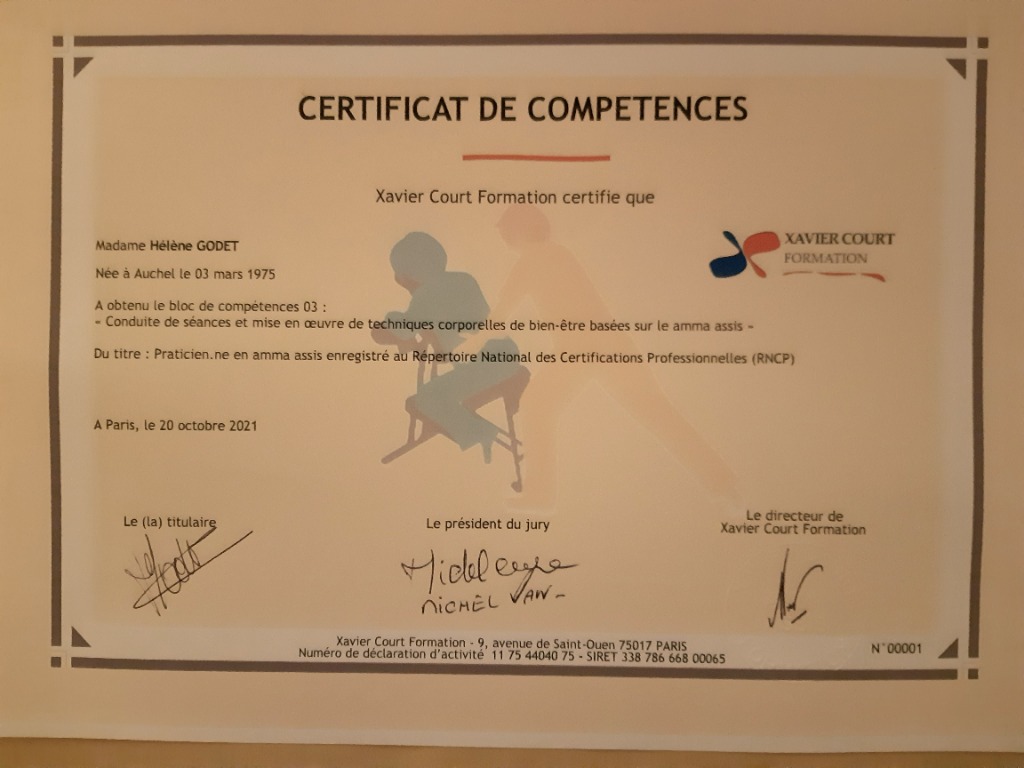 CERTIFICAT DE COMPETENCES
Xavier Court Formation certifie que
XAVIER COURT
FORMATION
Madame Hélène GODET
Née à Auchel le 03 mars 1975
A obtenu le bloc de compétences 03 :
- Conduite de séances et mise en œuvre de techniques corporelles de bien-être basées sur le amma assis -
Du titre : Praticien.ne en amma assis enregistré au Répertoire National des Certifications Professionnelles (RNCP)
A Paris, le 20 octobre 2021
Le (la) titulaire
Le président du jury
Le directeur de
Xavier Court Formation
MICHEL
Xavier Court Formation - 9, avenue de Saint-Ouen 75017 PARIS
Numéro de déclaration d'activité 11 75 44040 75 - SIRET 338 786 668 00065
N°00001